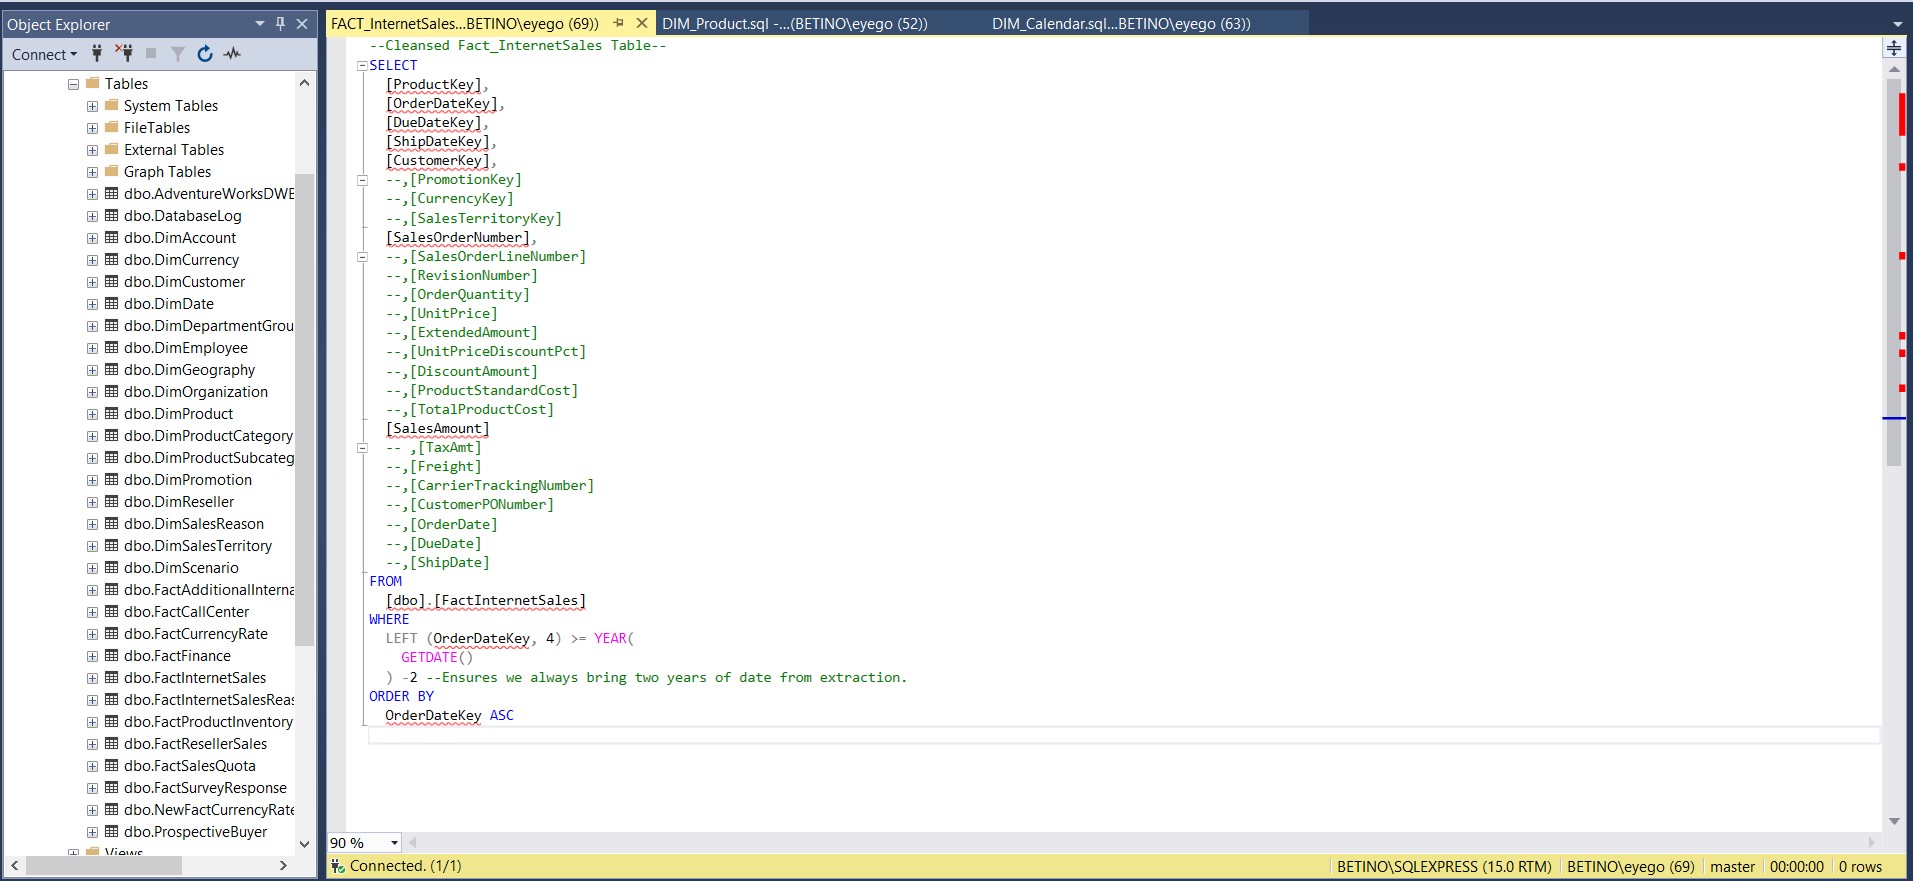 Object Explorer
Connect
Tables
System Tables
FileTables
External Tables
Graph Tables
dbo.AdventureWorksDWB
dbo.DatabaseLog
dbo.DimAccount
dbo.DimCurrency
dbo.DimCustomer
dbo.DimDate
dbo.DimDepartmentGrou
dbo.DimEmployee
dbo.DimGeography
dbo.DimOrganization
dbo.DimProduct
dbo.DimProductCategory
dbo.DimProductSubcateg
dbo.DimPromotion
dbo.DimReseller
dbo.DimSalesReason
dbo.DimSalesTerritory
dbo.DimScenario
dbo.FactAdditionalInterna
dbo.FactCallCenter
dbo.FactCurrencyRate
dbo.FactFinance
dbo.FactInternetSales
dbo.FactInternetSalesReas
dbo.FactProductInventory
dbo.FactResellerSales
dbo.FactSalesQuota
dbo.FactSurveyResponse
dbo.NewFactCurrencyRate
dbo.ProspectiveBuyer
Views
FACT_InternetSales...BETINO\eyego (69)) DIM_Product.sql -...(BETINO\eyego (52)) DIM_Calendar.sql...BETINO\eyego (63))
--Cleansed Fact_InternetSales Table--
SELECT
[ProductKey],
[OrderDateKey],
[DueDateKey],
[ShipDateKey],
[CustomerKey],
--,[PromotionKey]
--,[CurrencyKey]
--,[SalesTerritoryKey]
[SalesOrderNumber],
--,[SalesOrderLineNumber]
--,[RevisionNumber]
--,[OrderQuantity]
--,[UnitPrice]
--,[ExtendedAmount]
--,[UnitPriceDiscountPct]
--,[DiscountAmount]
--,[ProductStandardCost]
--,[TotalProductCost]
[SalesAmount]
-- ,[TaxAmt]
--,[Freight]
--,[CarrierTrackingNumber]
--,[CustomerPONumber]
--,[OrderDate]
--,[DueDate]
--,[ShipDate]
FROM
[dbo].[FactInternetSales]
WHERE
LEFT (OrderDateKey, 4) >= YEAR(
GETDATE()
) -2 --Ensures we always bring two years of date from extraction.
ORDER BY
OrderDateKey ASC
90 %
Connected. (1/1) BETINO\SQLEXPRESS (15.0 RTM) BETINO\eyego (69) master 00:00:00 0 rows